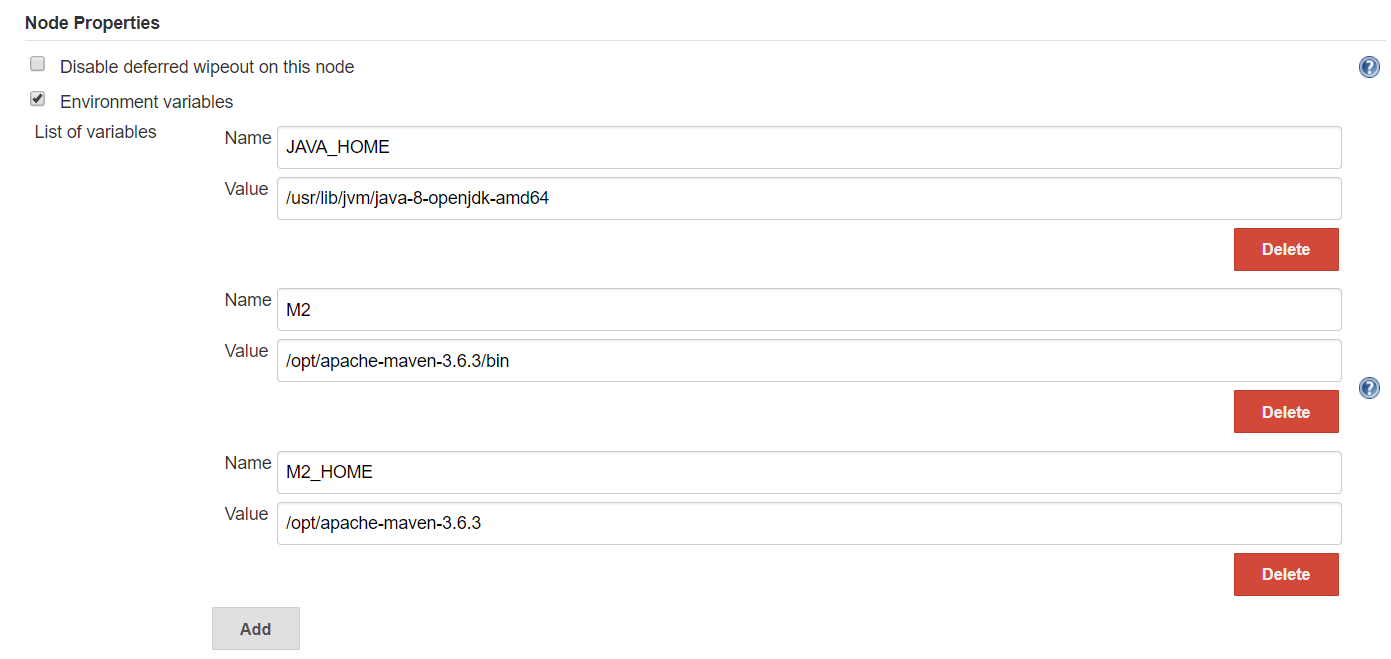 Node Properties
Disable deferred wipeout on this node
?
Environment variables
List of variables
Name JAVA_HOME
Value /usr/lib/jvm/java-8-openjdk-amd64
Delete
Name M2
Value /opt/apache-maven-3.6.3/bin
?
Delete
Name M2_HOME
Value /opt/apache-maven-3.6.3
Delete
Add